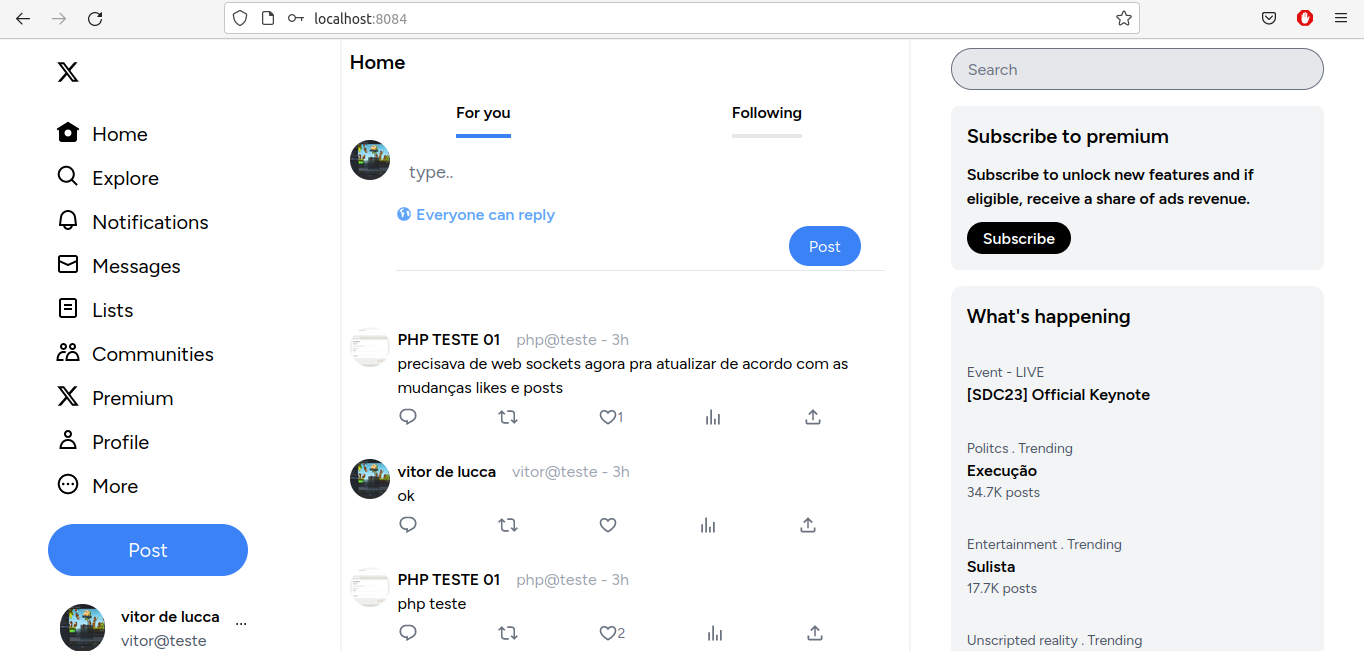 localhost:8084
Home
Explore
Notifications
Messages
Lists
Communities
Premium
Profile
More
Post
vitor de lucca ...
vitor@teste
Home
For you Following
type..
Everyone can reply
Post
PHP TESTE 01 php@teste - 3h
precisava de web sockets agora pra atualizar de acordo com as
mudanças likes e posts
1
vitor de lucca vitor@teste - 3h
ok
PHP TESTE 01 php@teste - 3h
php teste
2
Search
Subscribe to premium
Subscribe to unlock new features and if
eligible, receive a share of ads revenue.
Subscribe
What's happening
Event - LIVE
[SDC23] Official Keynote
Politcs . Trending
Execução
34.7K posts
Entertainment . Trending
Sulista
17.7K posts
Unscripted reality . Trending